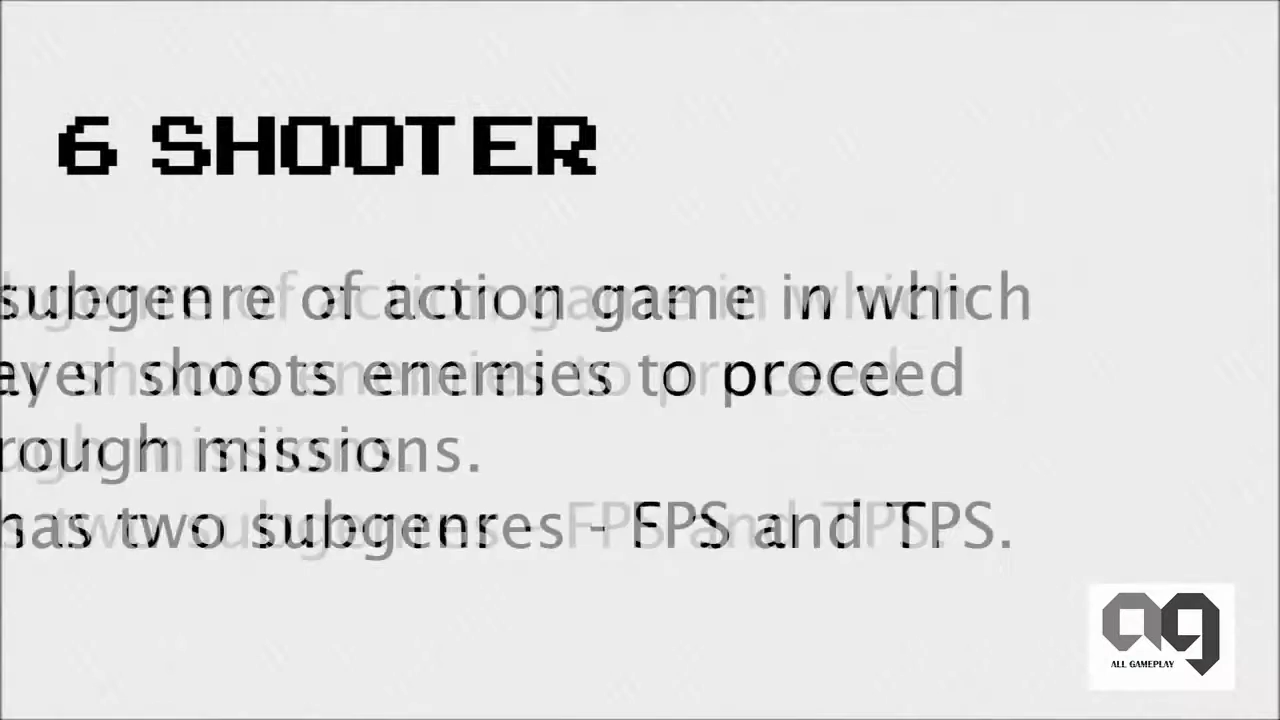 6 SHOOTER
subgenre of action game in which
ayer shoots enemies to proceed
rough missions.
has two subgenres - FPS and TPS.
ag
ALL GAMEPLAY